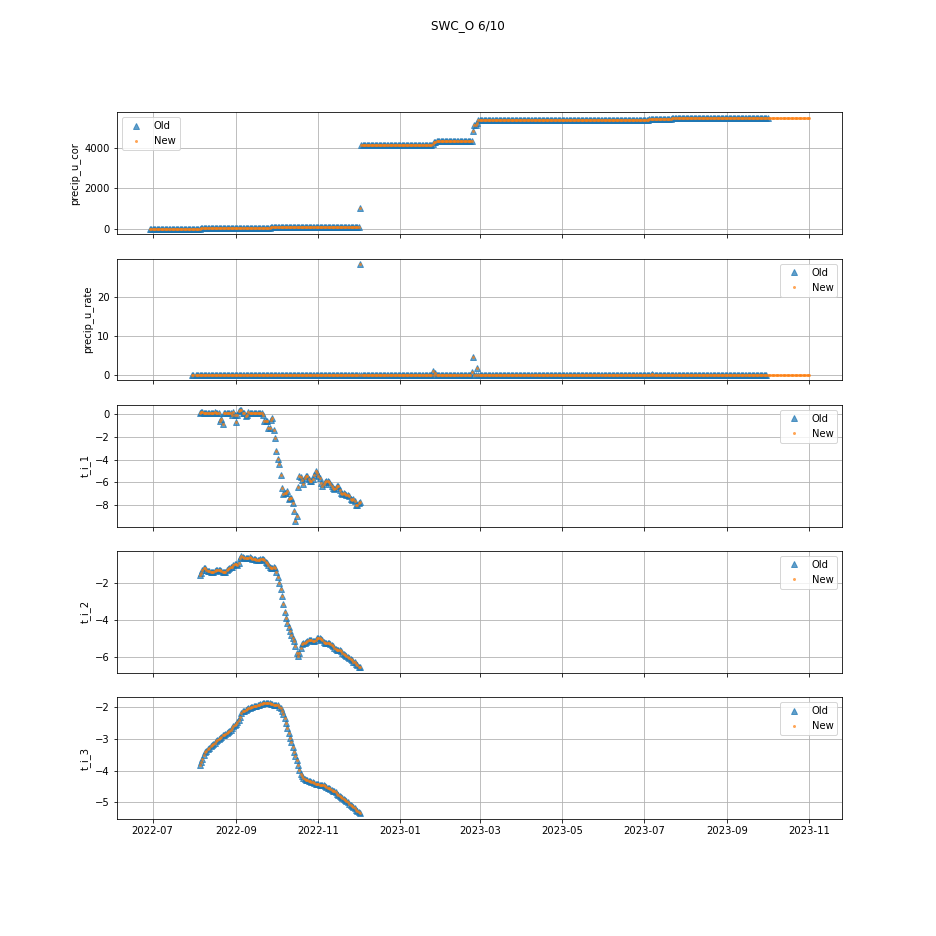 SWC_O 6/10
precip_u_cor
4000
2000
0
Old
New
precip_u_rate
20
10
0
Old
New
t_i_1
0
−2
−4
−6
−8
Old
New
t_i_2
−2
−4
−6
Old
New
t_i_3
−2
−3
−4
−5
Old
New
2022-07 2022-09 2022-11 2023-01 2023-03 2023-05 2023-07 2023-09 2023-11